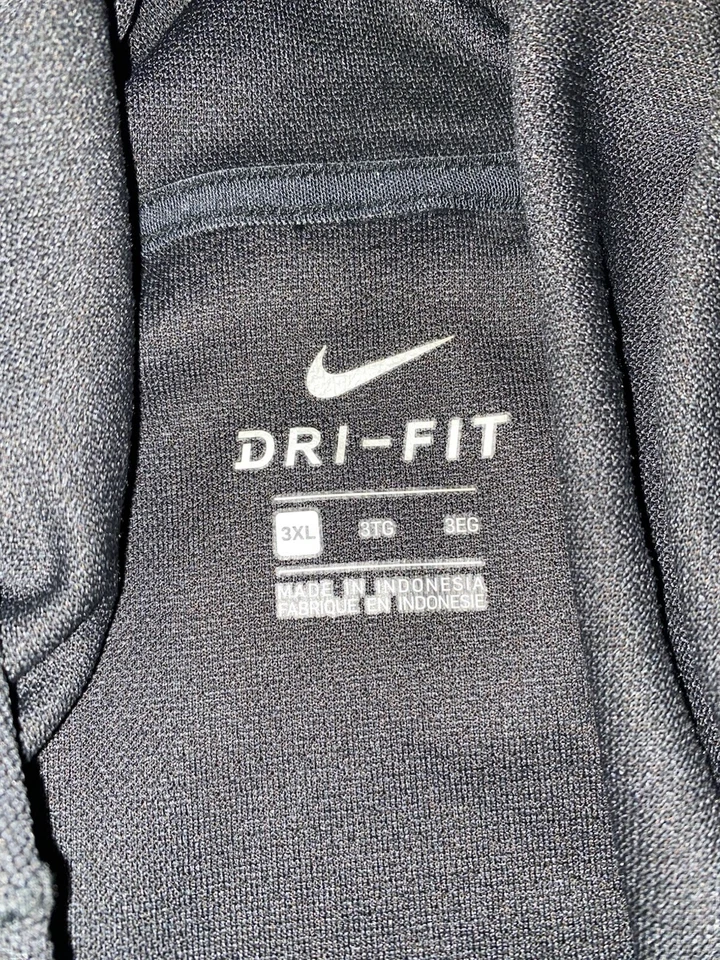 DRI-FIT
3XL 3TG 3EG
MADE IN INDONESIA
FABRIQUE EN INDONESIE